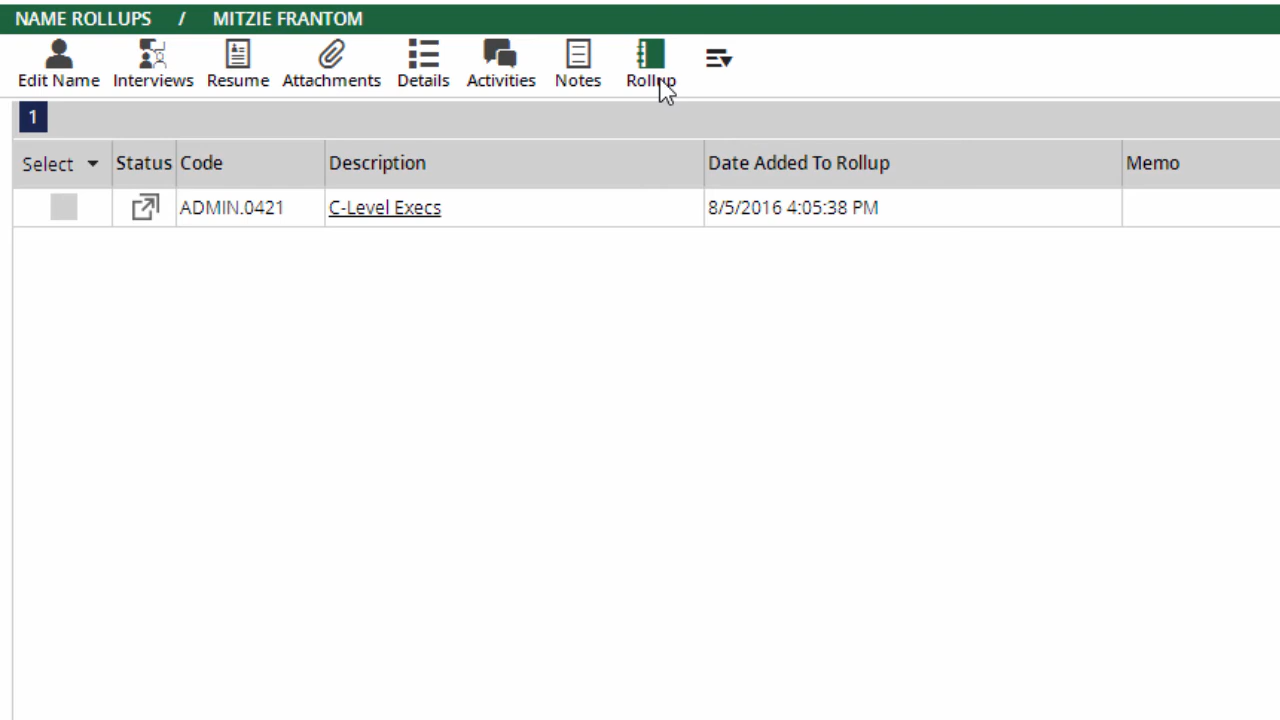 NAME ROLLUPS / MITZIE FRANTOM
Edit Name Interviews Resume Attachments Details Activities Notes Rollup
1
Select Status Code Description Date Added To Rollup Memo
ADMIN.0421 C-Level Execs 8/5/2016 4:05:38 PM